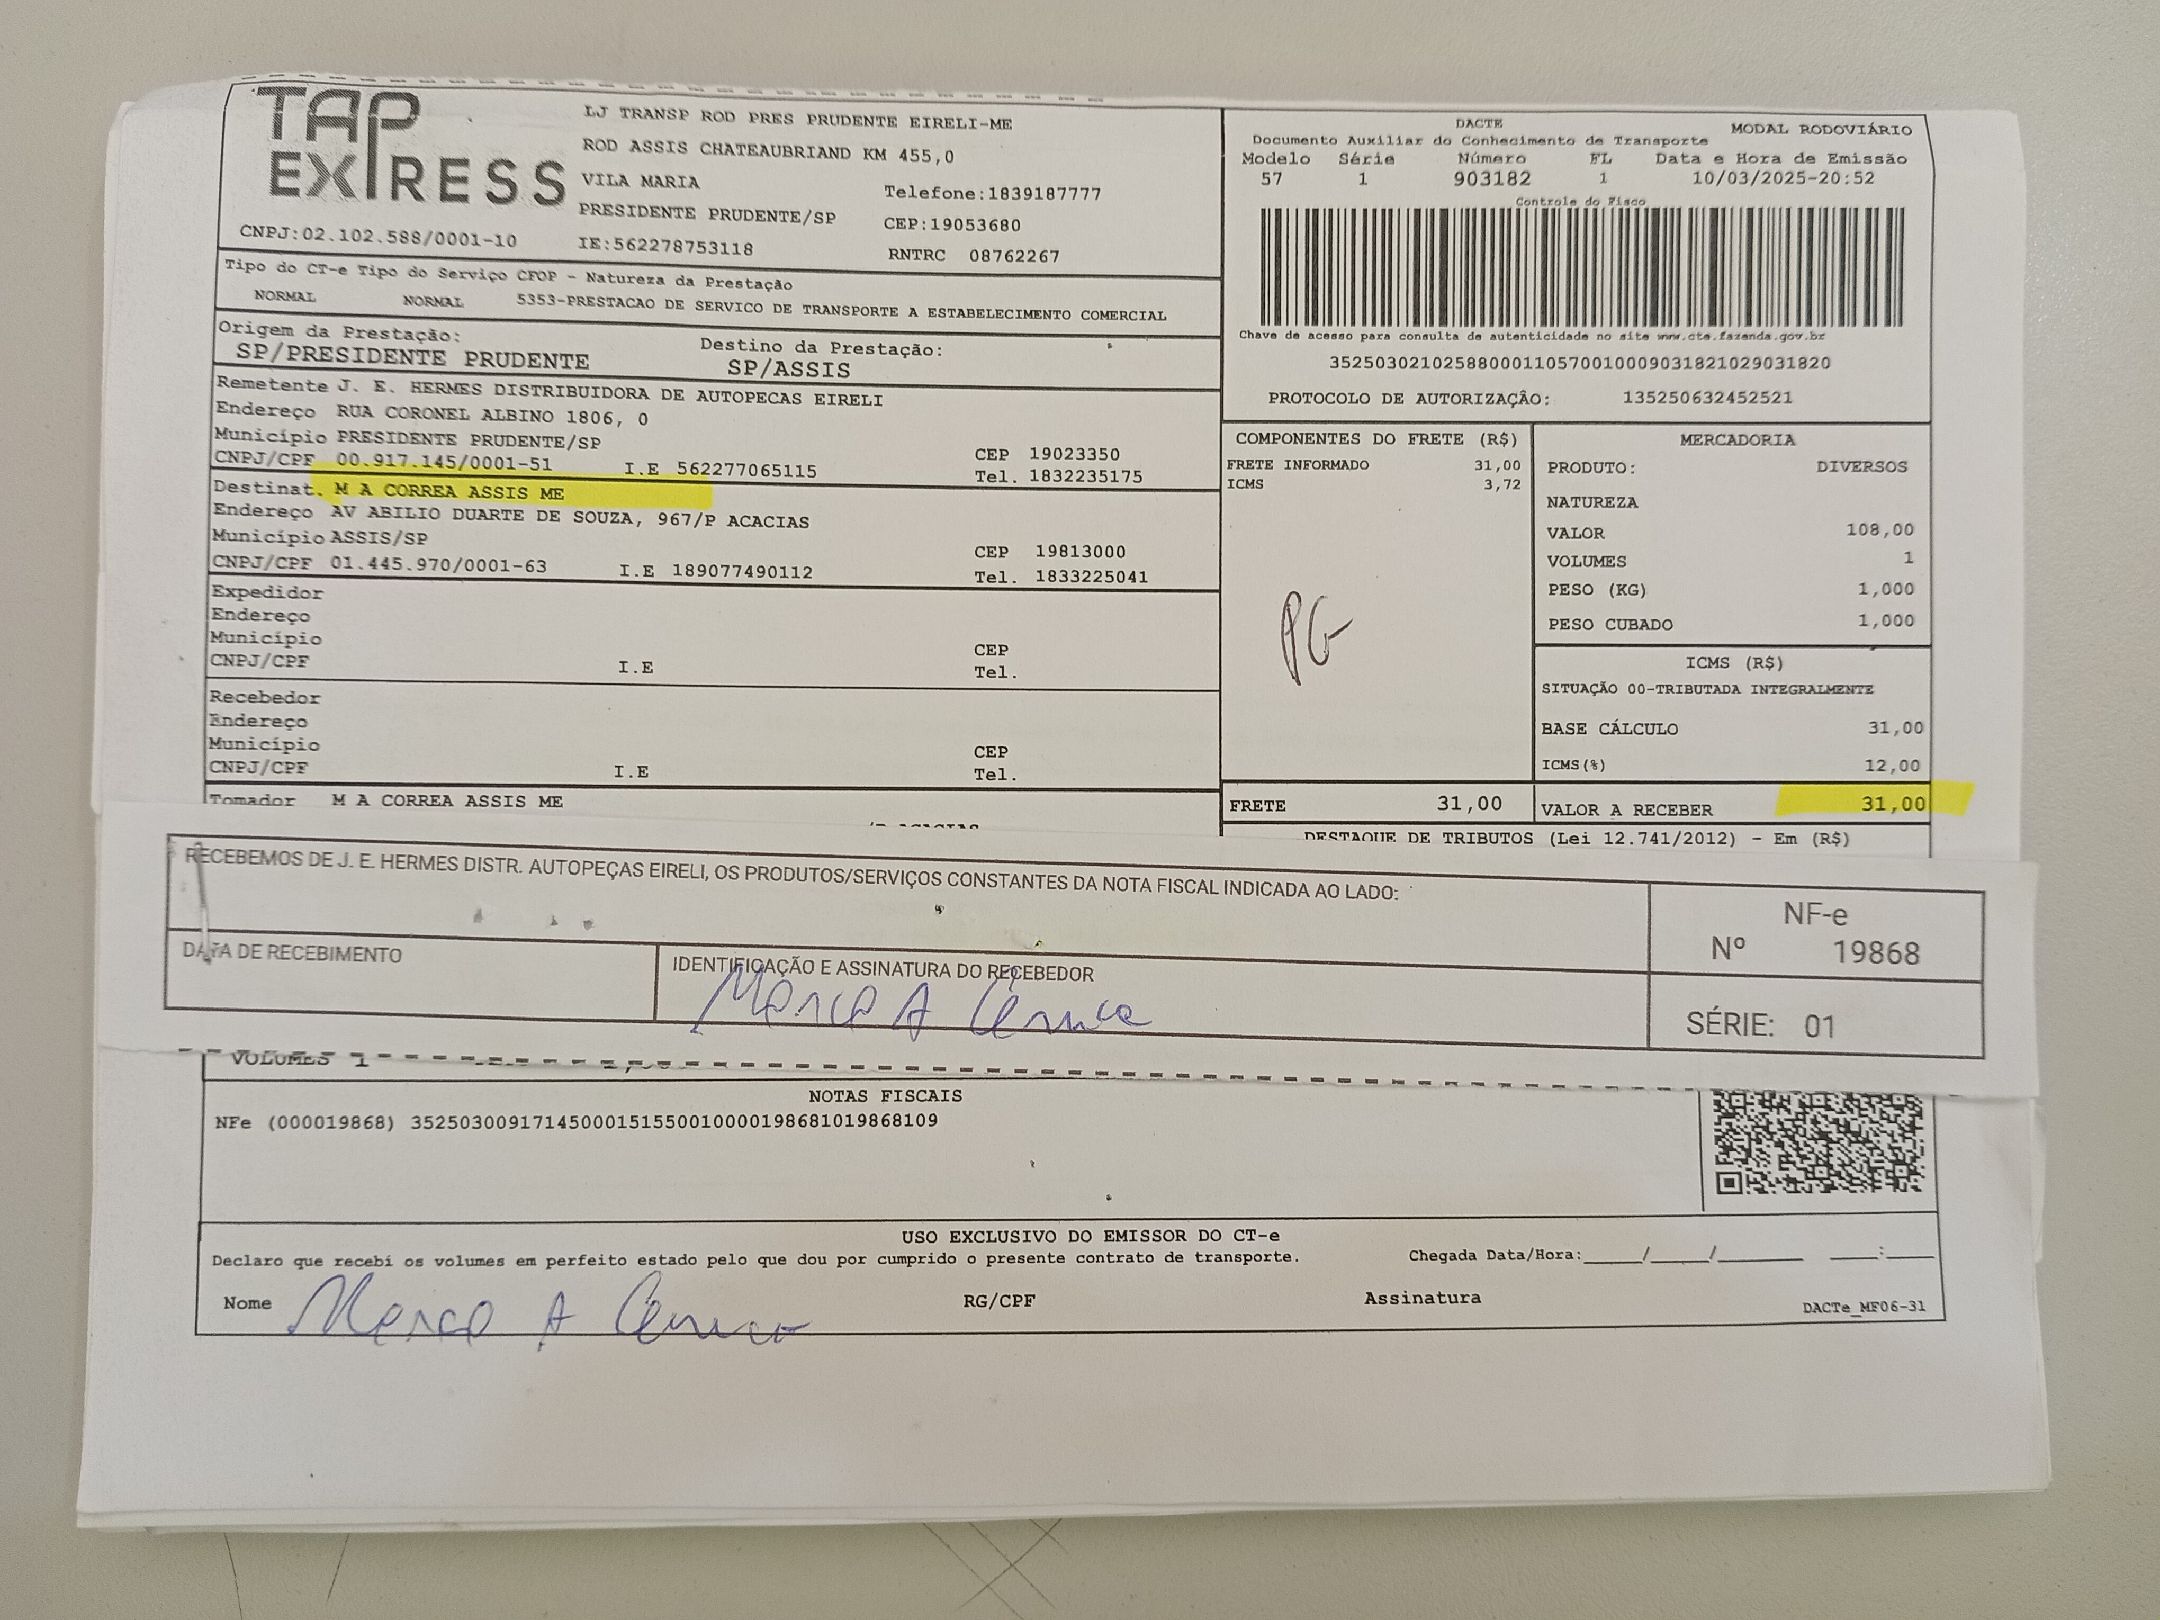 TAP
EXPRESS
CNPJ:02.102.588/0001-10
LJ TRANSP ROD PRES PRUDENTE EIRELI-ME
ROD ASSIS CHATEAUBRIAND KM 455,0
VILA MARIA
Telefone:1839187777
PRESIDENTE PRUDENTE/SP
CEP:19053680
IE:562278753118
RNTRC 08762267
DACTE
MODAL RODOVIÁRIO
Documento Auxiliar do Conhecimento de Transporte
Modelo Série Número FL Data e Hora de Emissão
57 1 903182 1 10/03/2025-20:52
Controle do Fisco
Chave de acesso para consulta de autenticidade no site www.cte.fazenda.gov.br
35250302102588000110570010009031821029031820
PROTOCOLO DE AUTORIZAÇÃO: 135250632452521
Tipo do CT-e Tipo do Serviço CFOP - Natureza da Prestação
NORMAL NORMAL 5353-PRESTACAO DE SERVICO DE TRANSPORTE A ESTABELECIMENTO COMERCIAL
Origem da Prestação: Destino da Prestação:
SP/PRESIDENTE PRUDENTE SP/ASSIS
Remetente J. E. HERMES DISTRIBUIDORA DE AUTOPECAS EIRELI
Endereço RUA CORONEL ALBINO 1806, 0
Município PRESIDENTE PRUDENTE/SP CEP 19023350
CNPJ/CPF 00.917.145/0001-51 I.E 562277065115 Tel. 1832235175
Destinat. M A CORREA ASSIS ME
Endereço AV ABILIO DUARTE DE SOUZA, 967/P ACACIAS
Município ASSIS/SP CEP 19813000
CNPJ/CPF 01.445.970/0001-63 I.E 189077490112 Tel. 1833225041
Expedidor
Endereço
Município CEP
CNPJ/CPF I.E Tel.
Recebedor
Endereço
Município CEP
CNPJ/CPF I.E Tel.
Tomador M A CORREA ASSIS ME
COMPONENTES DO FRETE (R$)
FRETE INFORMADO 31,00
ICMS 3,72
PG
MERCADORIA
PRODUTO: DIVERSOS
NATUREZA
VALOR 108,00
VOLUMES 1
PESO (KG) 1,000
PESO CUBADO 1,000
ICMS (R$)
SITUAÇÃO 00-TRIBUTADA INTEGRALMENTE
BASE CÁLCULO 31,00
ICMS(%) 12,00
FRETE 31,00 VALOR A RECEBER 31,00
DESTAQUE DE TRIBUTOS (Lei 12.741/2012) - Em (R$)
RECEBEMOS DE J. E. HERMES DISTR. AUTOPEÇAS EIRELI, OS PRODUTOS/SERVIÇOS CONSTANTES DA NOTA FISCAL INDICADA AO LADO:
DATA DE RECEBIMENTO
IDENTIFICAÇÃO E ASSINATURA DO RECEBEDOR
NF-e
Nº 19868
SÉRIE: 01
VOLUMES 1
NOTAS FISCAIS
NFe (000019868) 35250300917145000151550010000198681019868109
USO EXCLUSIVO DO EMISSOR DO CT-e
Declaro que recebi os volumes em perfeito estado pelo que dou por cumprido o presente contrato de transporte.
Chegada Data/Hora:____/____/______ ____:____
Nome RG/CPF Assinatura
DACTe_MF06-31